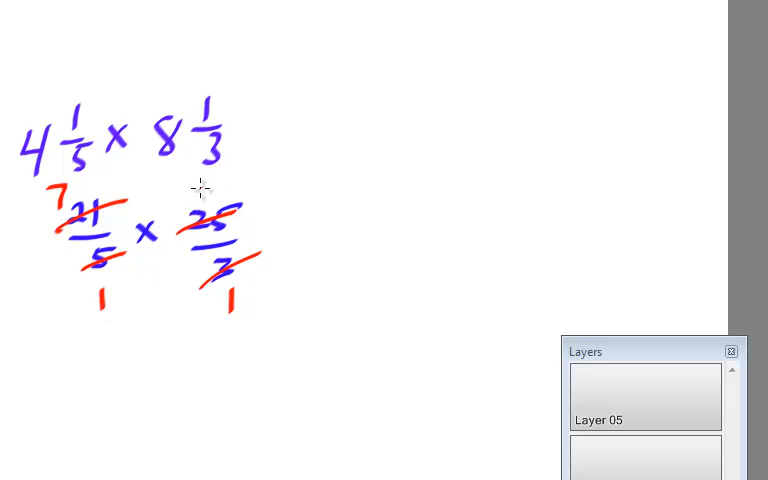 4 1/5 x 8 1/3
7
21/5 x 25/3
1 1
Layers
Layer 05